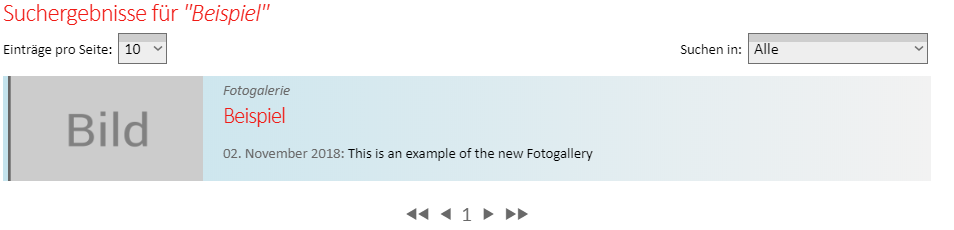 Suchergebnisse für "Beispiel"
Einträge pro Seite: 10 Suchen in: Alle
Bild
Fotogalerie
Beispiel
02. November 2018: This is an example of the new Fotogallery
1